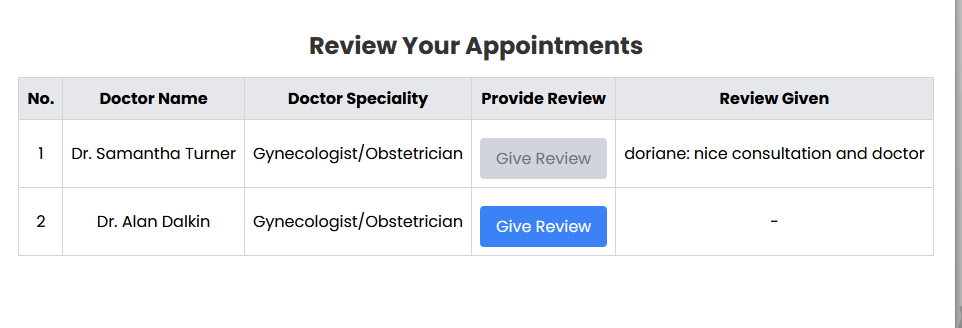 Review Your Appointments
No. Doctor Name Doctor Speciality Provide Review Review Given
1 Dr. Samantha Turner Gynecologist/Obstetrician Give Review doriane: nice consultation and doctor
2 Dr. Alan Dalkin Gynecologist/Obstetrician Give Review -